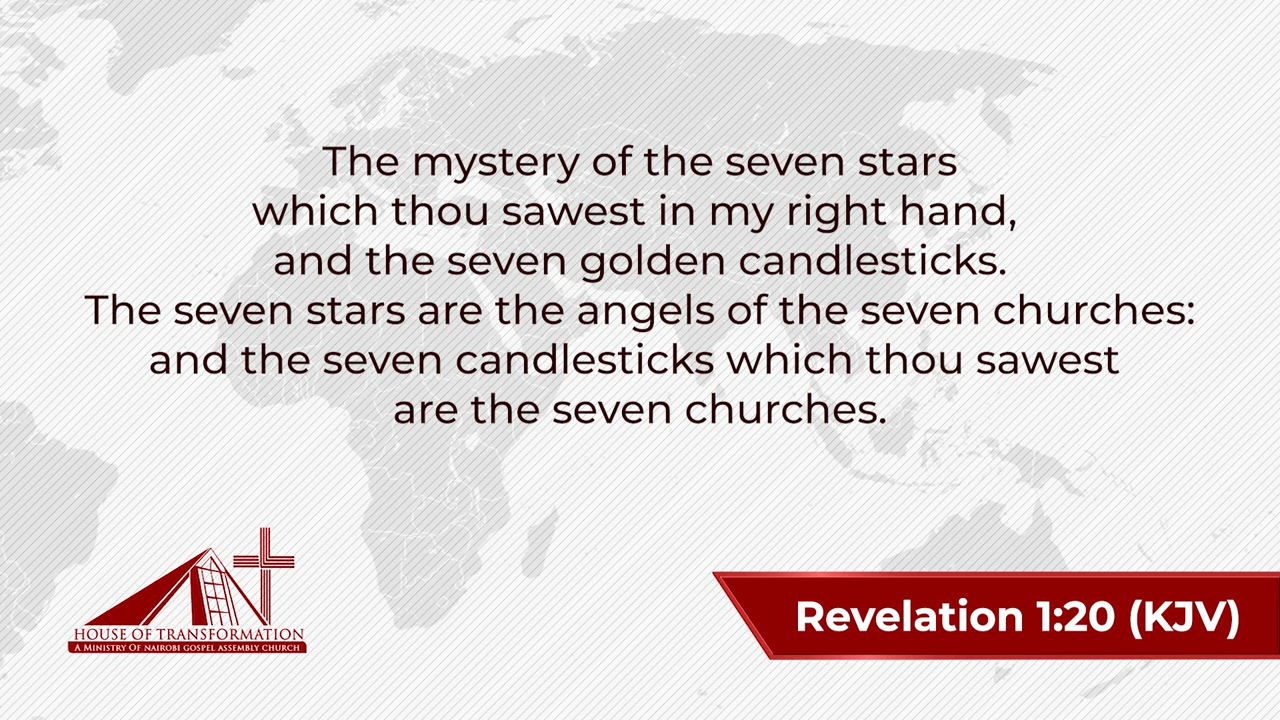 The mystery of the seven stars
which thou sawest in my right hand,
and the seven golden candlesticks.
The seven stars are the angels of the seven churches:
and the seven candlesticks which thou sawest
are the seven churches.
HOUSE OF TRANSFORMATION
A MINISTRY OF NAIROBI GOSPEL ASSEMBLY CHURCH
Revelation 1:20 (KJV)